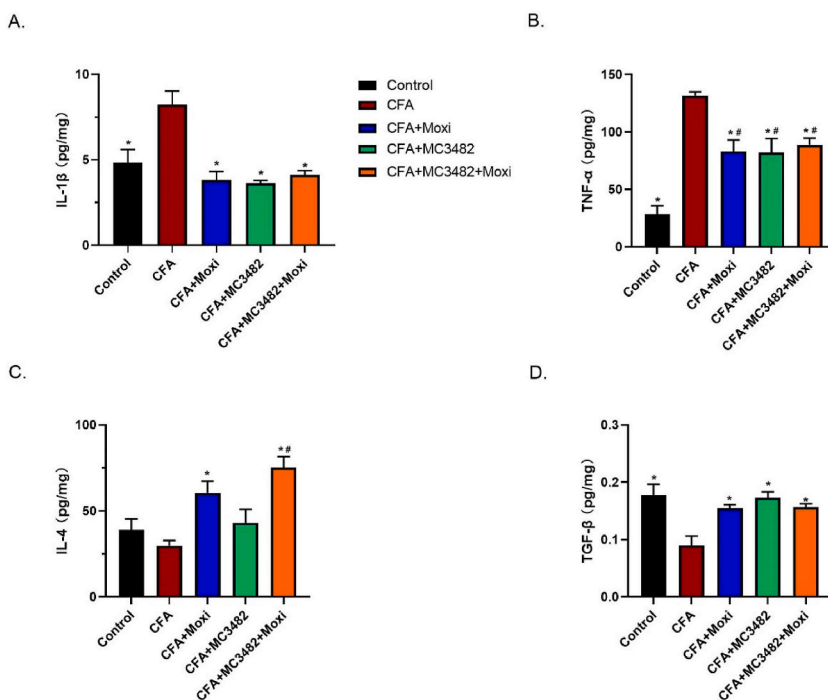 A.
IL-1β (pg/mg)
10
5
0
*
*
*
*
Control
CFA
CFA+Moxi
CFA+MC3482
CFA+MC3482+Moxi
Control
CFA
CFA+Moxi
CFA+MC3482
CFA+MC3482+Moxi
B.
TNF-α (pg/mg)
150
100
50
0
*
*#
*#
*#
Control
CFA
CFA+Moxi
CFA+MC3482
CFA+MC3482+Moxi
C.
IL-4 (pg/mg)
100
50
0
*
*#
Control
CFA
CFA+Moxi
CFA+MC3482
CFA+MC3482+Moxi
D.
TGF-β (pg/mg)
0.3
0.2
0.1
0.0
*
*
*
*
Control
CFA
CFA+Moxi
CFA+MC3482
CFA+MC3482+Moxi